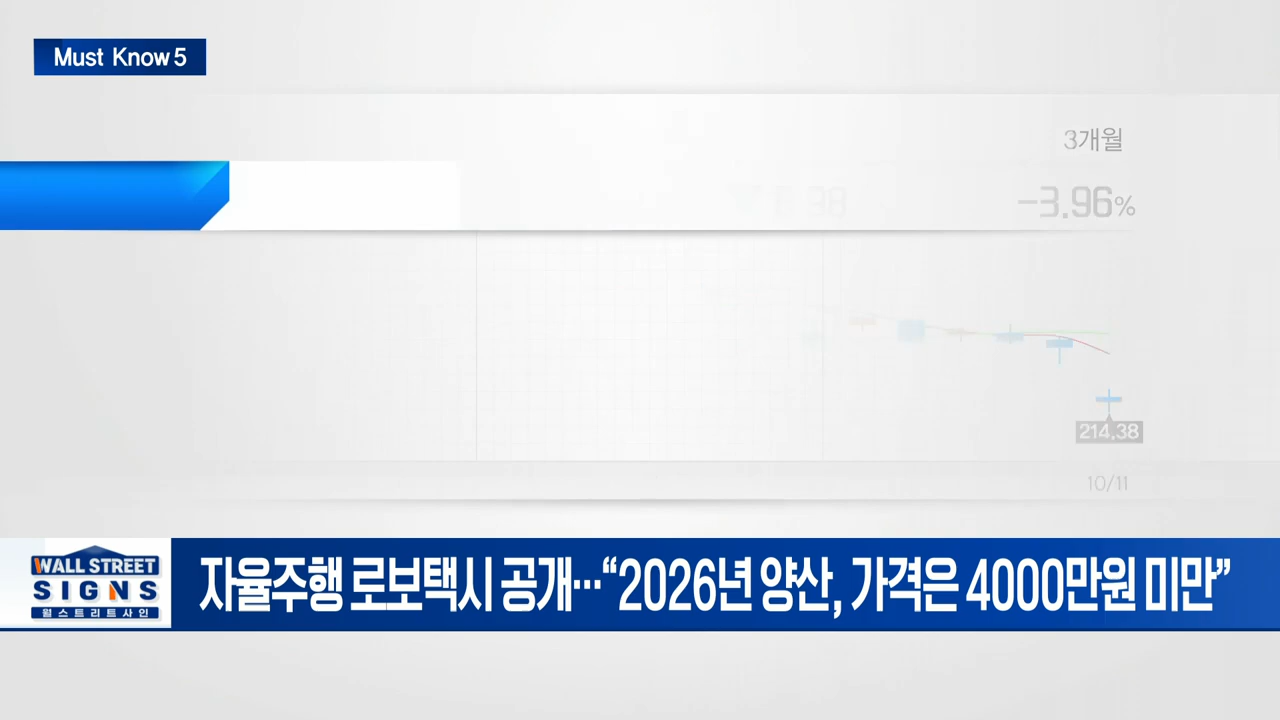 Must Know 5
3개월
-3.96%
214.38
10/11
WALL STREET
SIGNS
월스트리트사인
자율주행 로보택시 공개…“2026년 양산, 가격은 4000만원 미만”